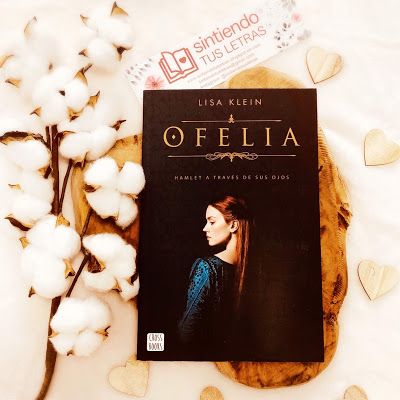 sintiendo
TUS LETRAS
LISA KLEIN
OFELIA
HAMLET A TRAVÉS DE SUS OJOS
CROSS
BOOKS